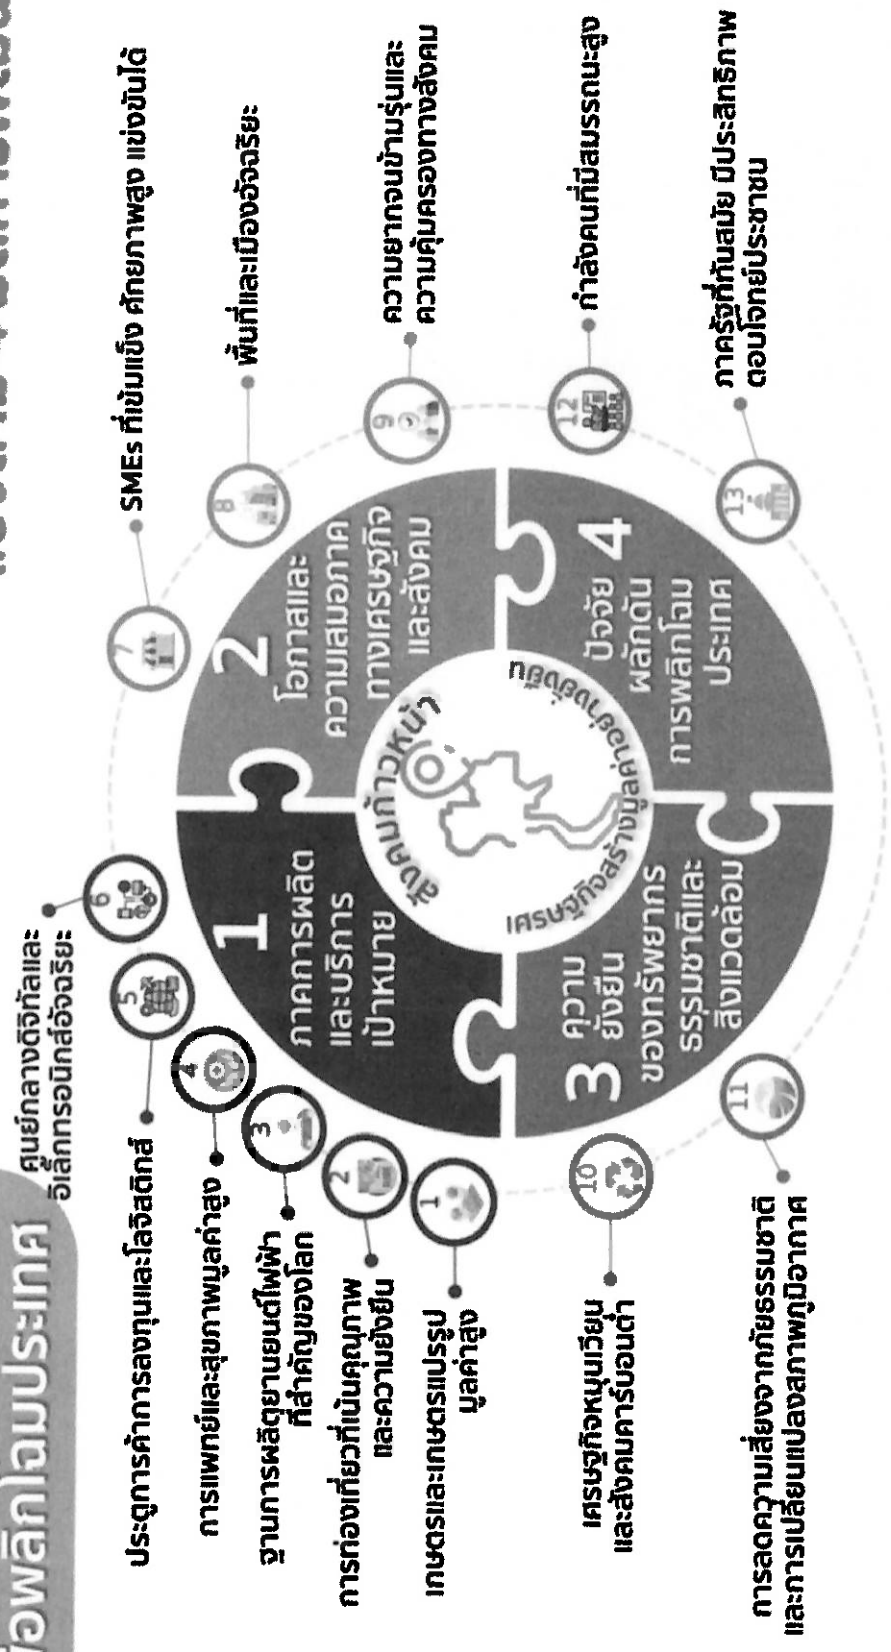 พลิกโฉมประเทศ
ศูนย์กลางดิจิทัลและ
อิเล็กทรอนิกส์อัจฉริยะ
ประตูการค้าการลงทุนและโลจิสติกส์
การแพทย์และสุขภาพมูลค่าสูง
ฐานการผลิตยานยนต์ไฟฟ้า
ที่สำคัญของโลก
การท่องเที่ยวที่เน้นคุณภาพ
และความยั่งยืน
เกษตรและเกษตรแปรรูป
มูลค่าสูง
เศรษฐกิจหมุนเวียน
และสังคมคาร์บอนต่ำ
การลดความเสี่ยงจากภัยธรรมชาติ
และการเปลี่ยนแปลงสภาพภูมิอากาศ
6
5
4
3
2
1
10
11
1
ภาคการผลิต
และบริการ
เป้าหมาย
2
โอกาสและ
ความเสมอภาค
ทางเศรษฐกิจ
และสังคม
สังคมก้าวหน้า
เศรษฐกิจสร้างมูลค่าอย่างยั่งยืน
3 ความ
ยั่งยืน
ของทรัพยากร
ธรรมชาติและ
สิ่งแวดล้อม
4
ปัจจัย
ผลักดัน
การพลิกโฉม
ประเทศ
7
8
9
12
13
SMEs ที่เข้มแข็ง ศักยภาพสูง แข่งขันได้
พื้นที่และเมืองอัจฉริยะ
ความยากจนข้ามรุ่นและ
ความคุ้มครองทางสังคม
กำลังคนที่มีสมรรถนะสูง
ภาครัฐที่ทันสมัย มีประสิทธิภาพ
ตอบโจทย์ประชาชน